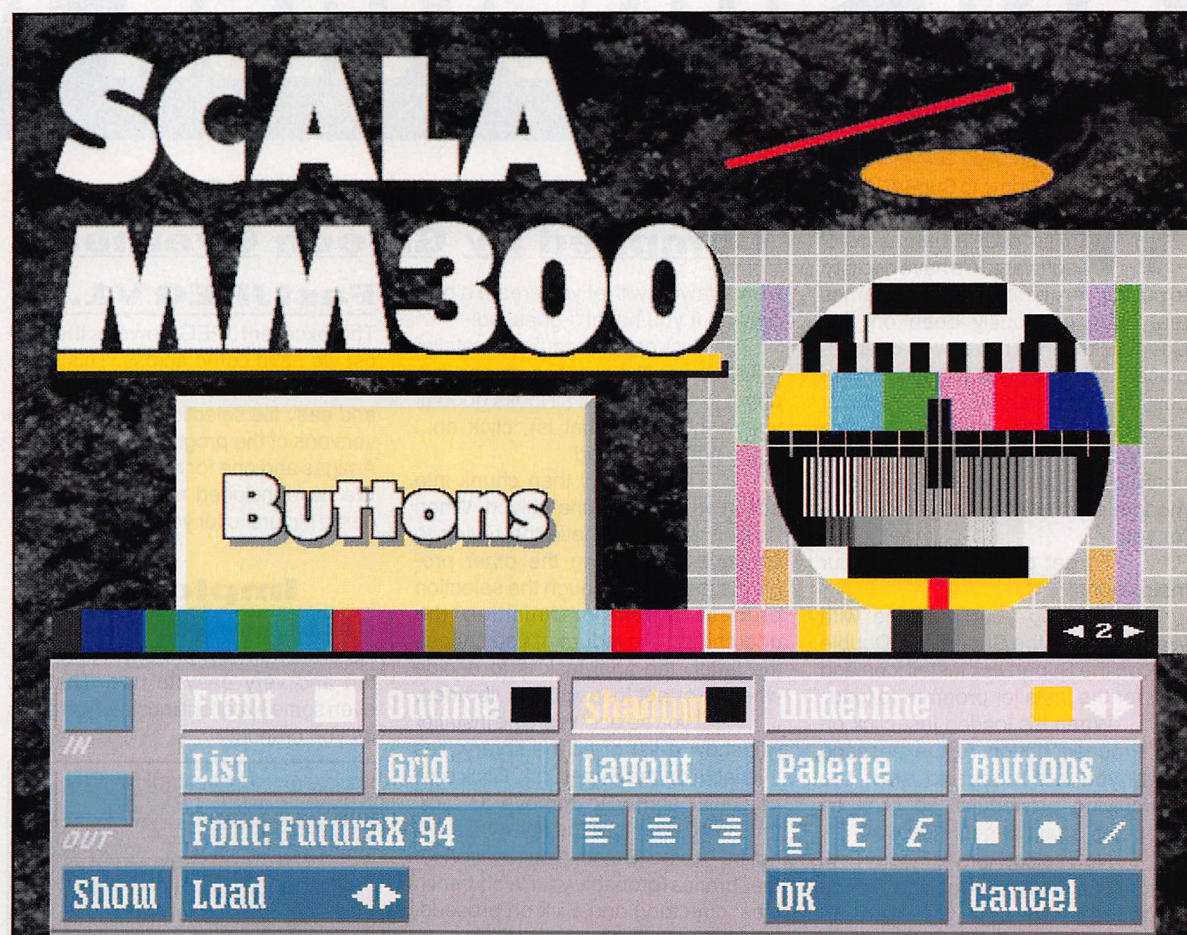 SCALA
MM300
Buttons
2
Front Outline Shadow Underline
IN
List Grid Layout Palette Buttons
OUT
Font: FuturaX 94 E E E
Show Load OK Cancel